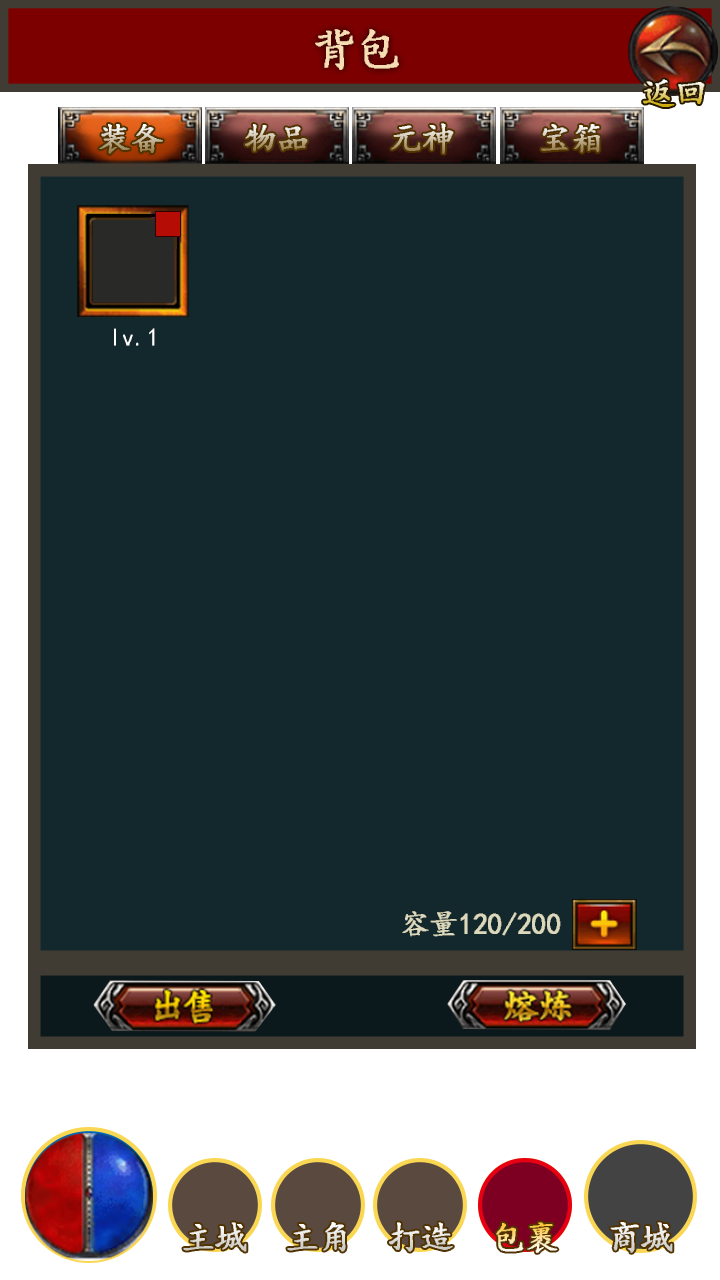 背包
返回
装备 物品 元神 宝箱
lv.1
容量120/200
出售 熔炼
主城 主角 打造 包裹 商城